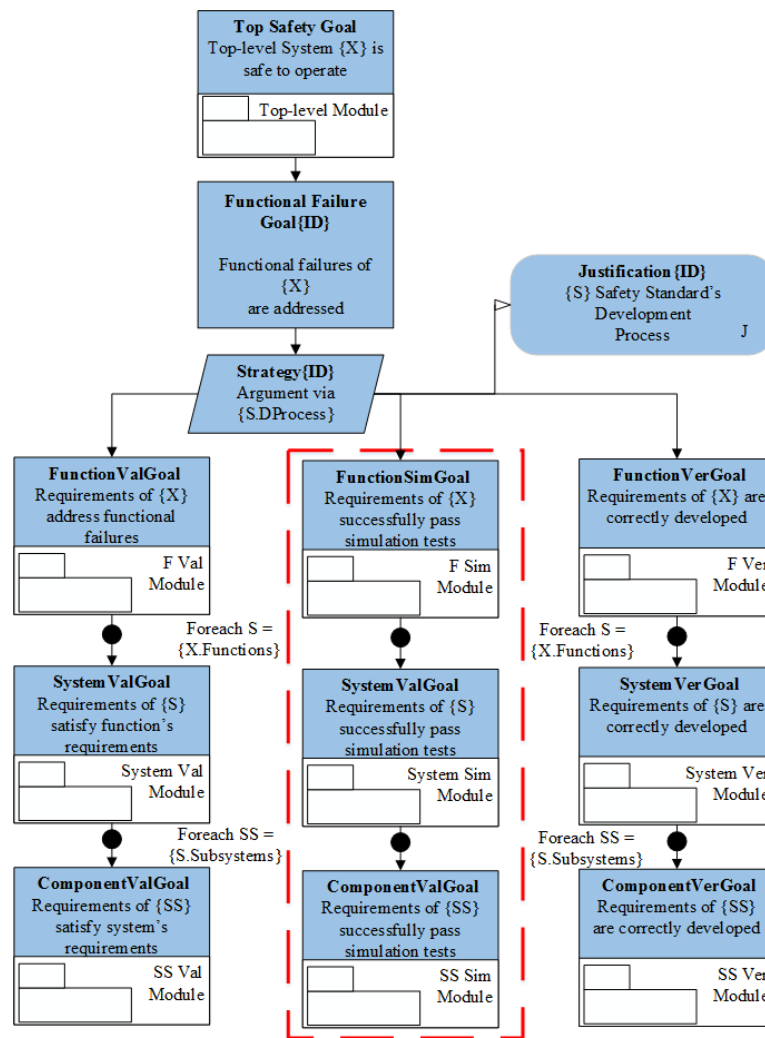 Top Safety Goal
Top-level System {X} is
safe to operate
Top-level Module
Functional Failure
Goal{ID}
Functional failures of
{X}
are addressed
Justification{ID}
{S} Safety Standard's
Development
Process
J
Strategy{ID}
Argument via
{S.DProcess}
FunctionValGoal
Requirements of {X}
address functional
failures
F Val
Module
FunctionSimGoal
Requirements of {X}
successfully pass
simulation tests
F Sim
Module
FunctionVerGoal
Requirements of {X} are
correctly developed
F Ver
Module
Foreach S =
{X.Functions}
Foreach S =
{X.Functions}
SystemValGoal
Requirements of {S}
satisfy function's
requirements
System Val
Module
SystemValGoal
Requirements of {S}
successfully pass
simulation tests
System Sim
Module
SystemVerGoal
Requirements of {S} are
correctly developed
System Ver
Module
Foreach SS =
{S.Subsystems}
Foreach SS =
{S.Subsystems}
ComponentValGoal
Requirements of {SS}
satisfy system's
requirements
SS Val
Module
ComponentValGoal
Requirements of {SS}
successfully pass
simulation tests
SS Sim
Module
ComponentVerGoal
Requirements of {SS}
are correctly developed
SS Ver
Module